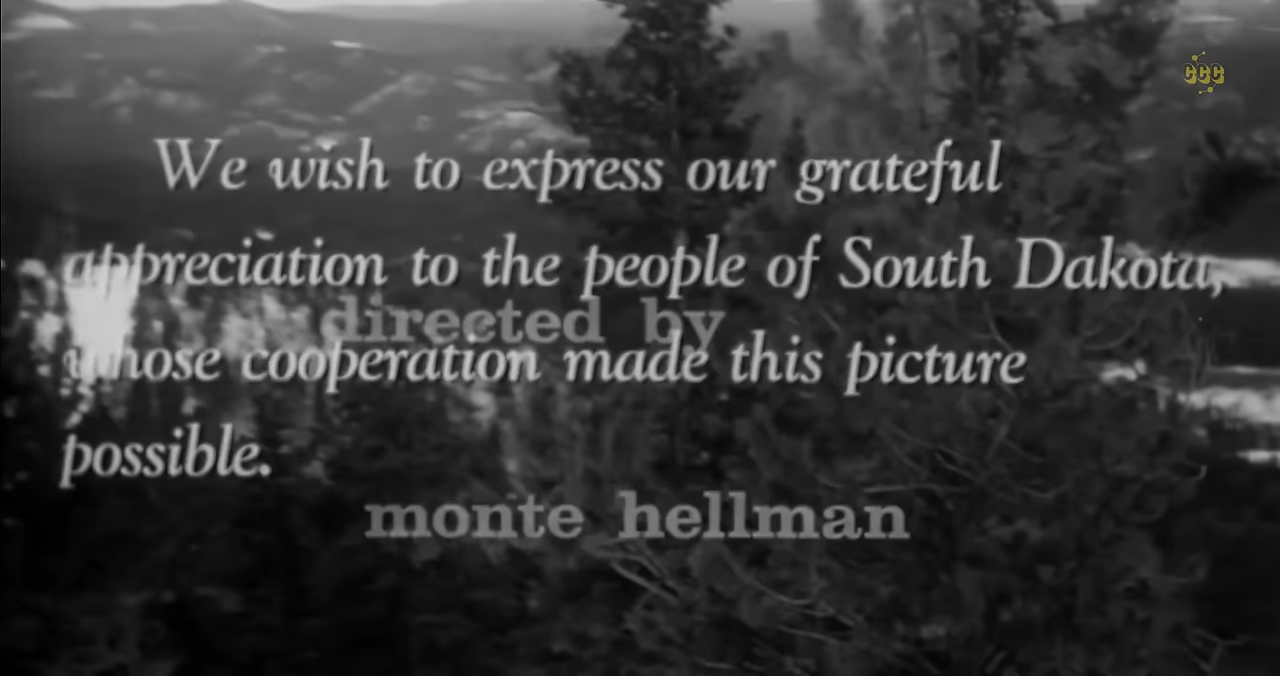 CCC
We wish to express our grateful
appreciation to the people of South Dakota,
directed by
whose cooperation made this picture
possible.
monte hellman